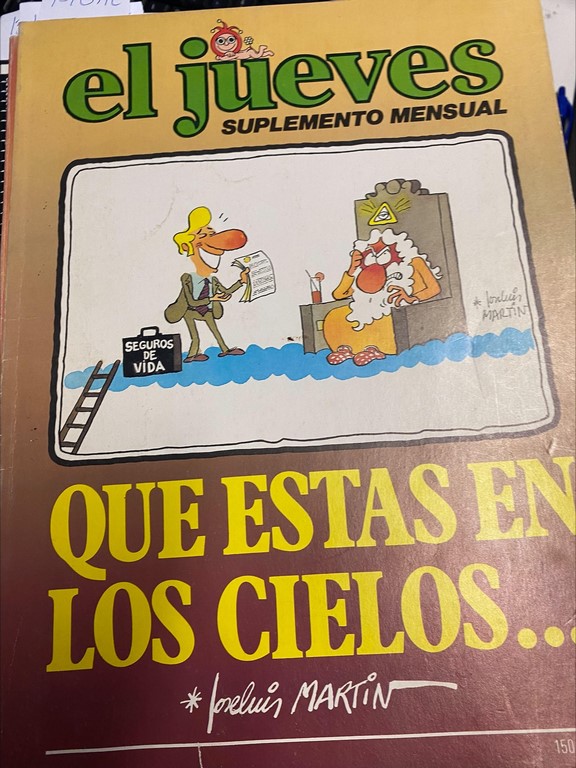 el jueves
SUPLEMENTO MENSUAL
* Joseluis
MARTIN
SEGUROS
DE
VIDA
QUE ESTAS EN
LOS CIELOS...
* Joseluis MARTIN
150